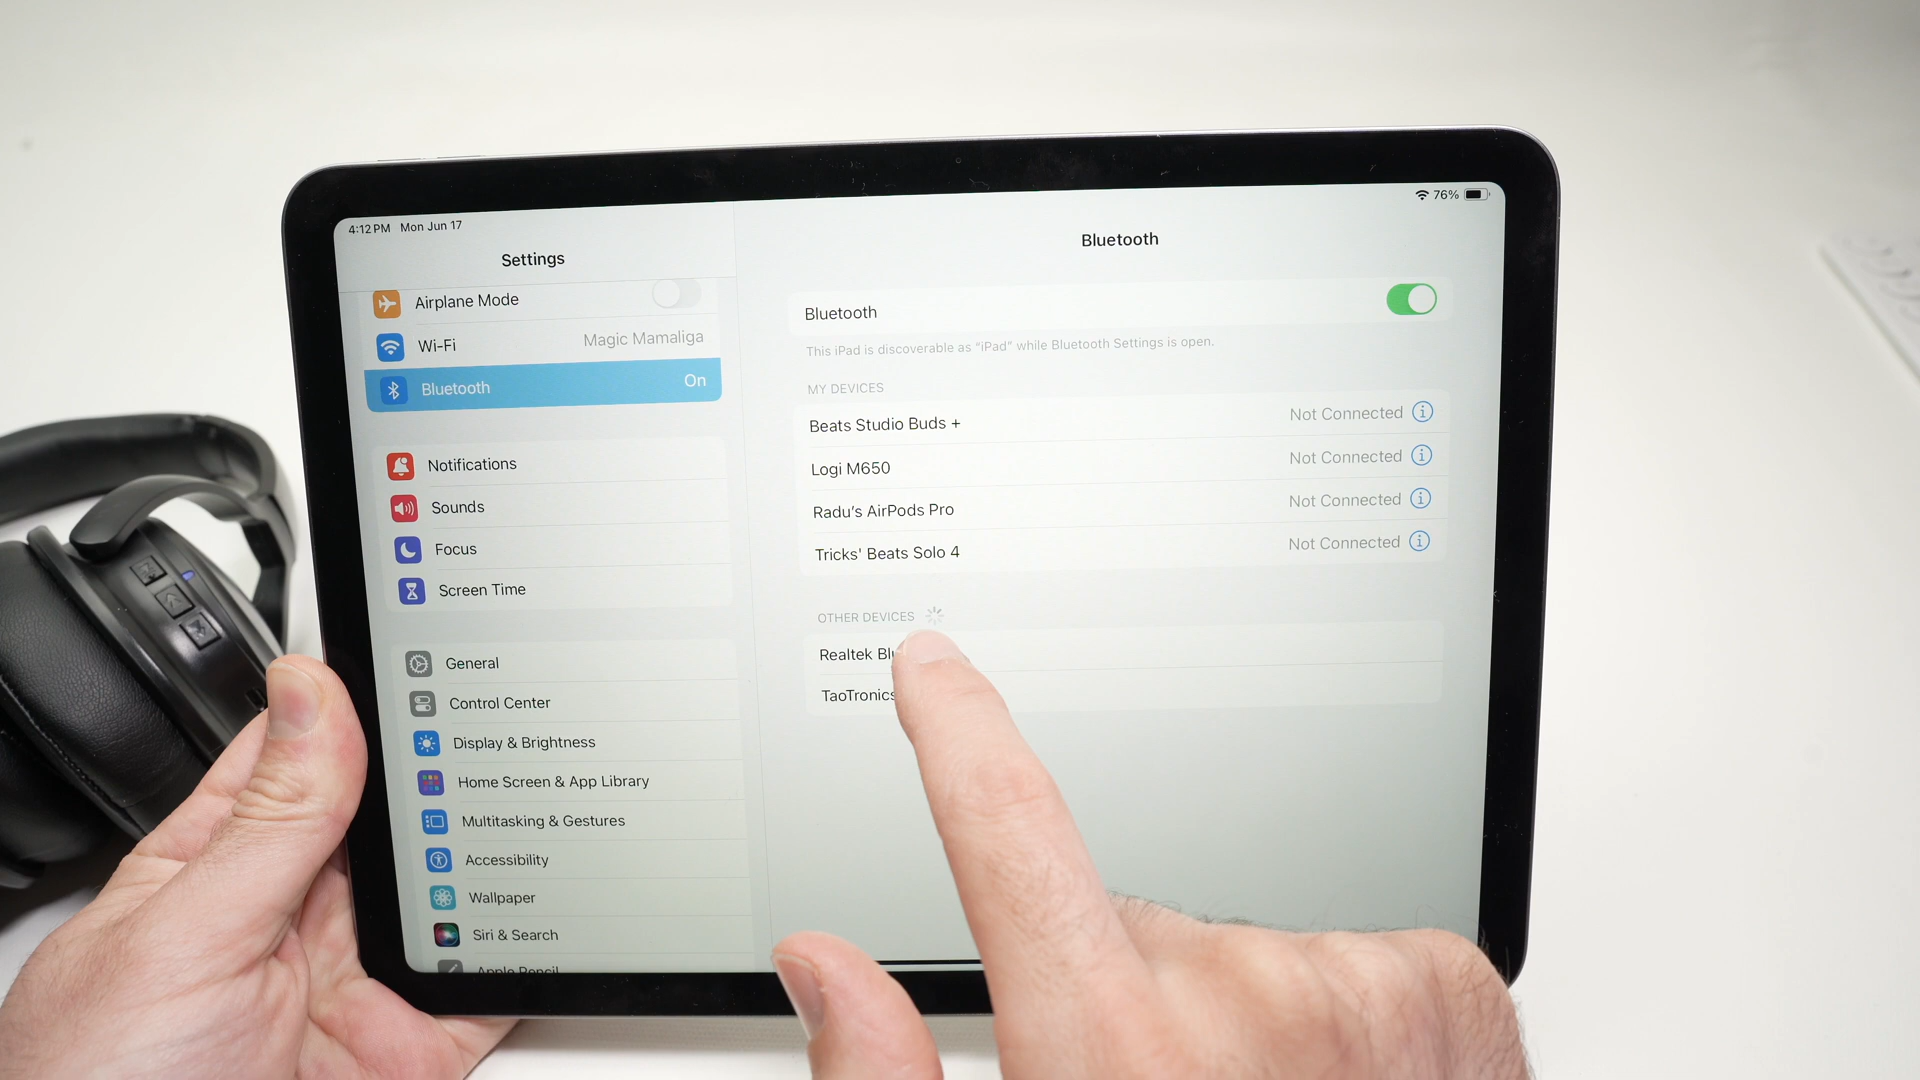 4:12 PM Mon Jun 17
76%
Settings
Airplane Mode
Wi-Fi Magic Mamaliga
Bluetooth On
Notifications
Sounds
Focus
Screen Time
General
Control Center
Display & Brightness
Home Screen & App Library
Multitasking & Gestures
Accessibility
Wallpaper
Siri & Search
Apple Pencil
Bluetooth
Bluetooth
This iPad is discoverable as “iPad” while Bluetooth Settings is open.
MY DEVICES
Beats Studio Buds + Not Connected
Logi M650 Not Connected
Radu’s AirPods Pro Not Connected
Tricks' Beats Solo 4 Not Connected
OTHER DEVICES
Realtek
TaoTronics